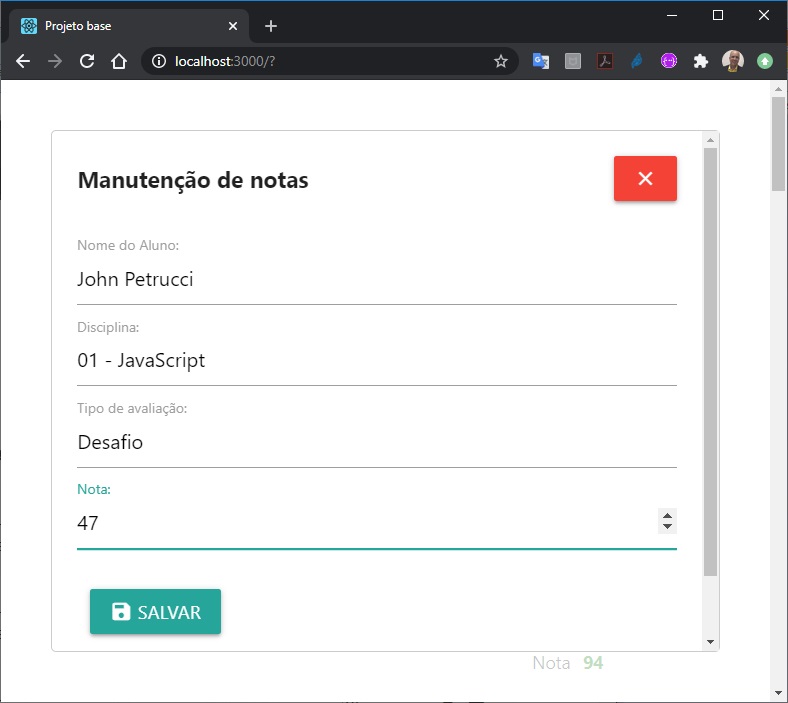 Projeto base
localhost:3000/?
Manutenção de notas
Nome do Aluno:
John Petrucci
Disciplina:
01 - JavaScript
Tipo de avaliação:
Desafio
Nota:
47
SALVAR
Nota 94